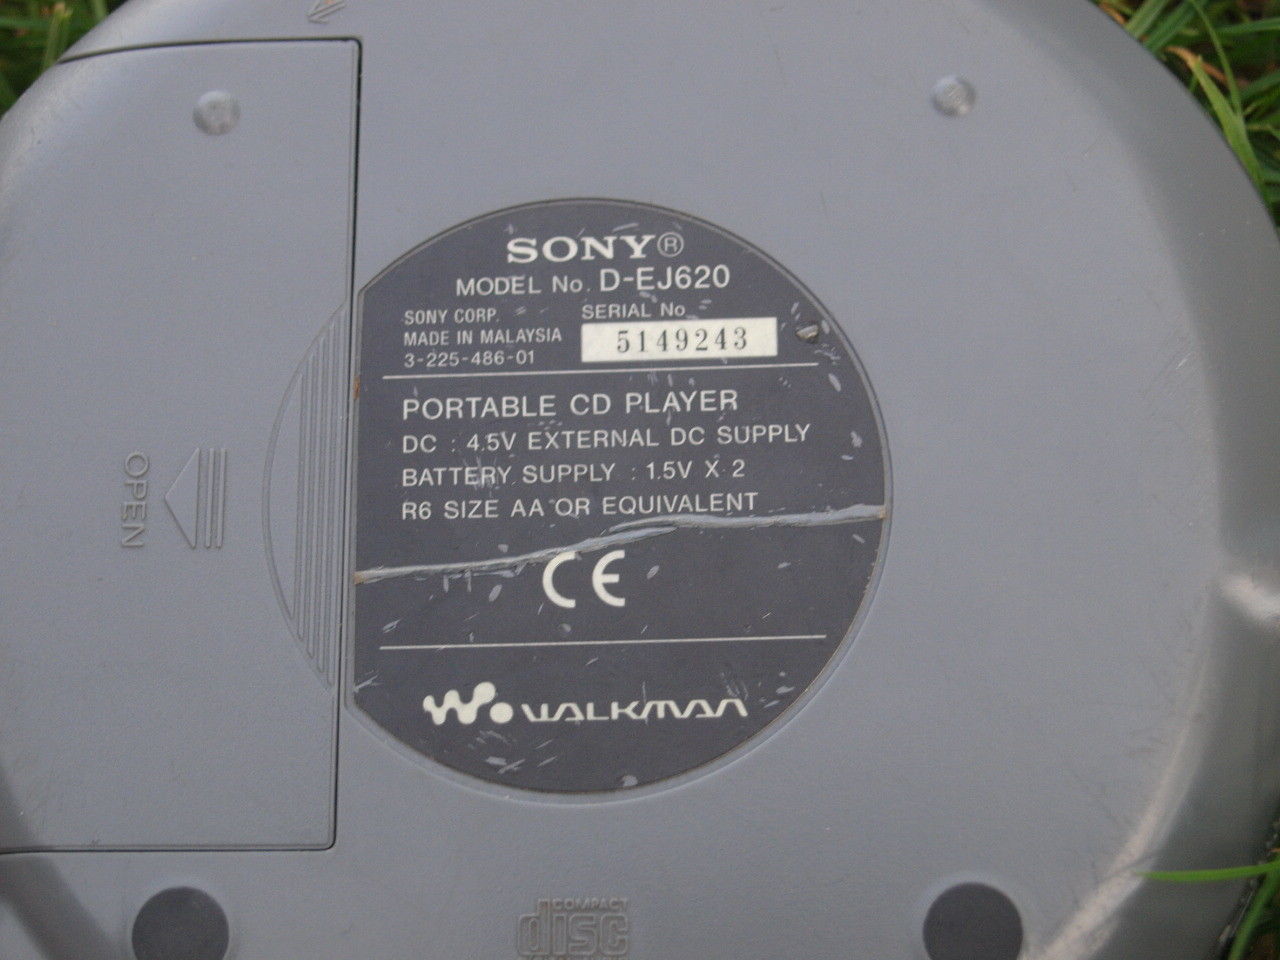 SONY®
MODEL No. D-EJ620
SONY CORP.
MADE IN MALAYSIA
3-225-486-01
SERIAL No.
5149243
PORTABLE CD PLAYER
DC : 4.5V EXTERNAL DC SUPPLY
BATTERY SUPPLY : 1.5V X 2
R6 SIZE AA OR EQUIVALENT
CE
WALKMAN
OPEN
COMPACT
disc